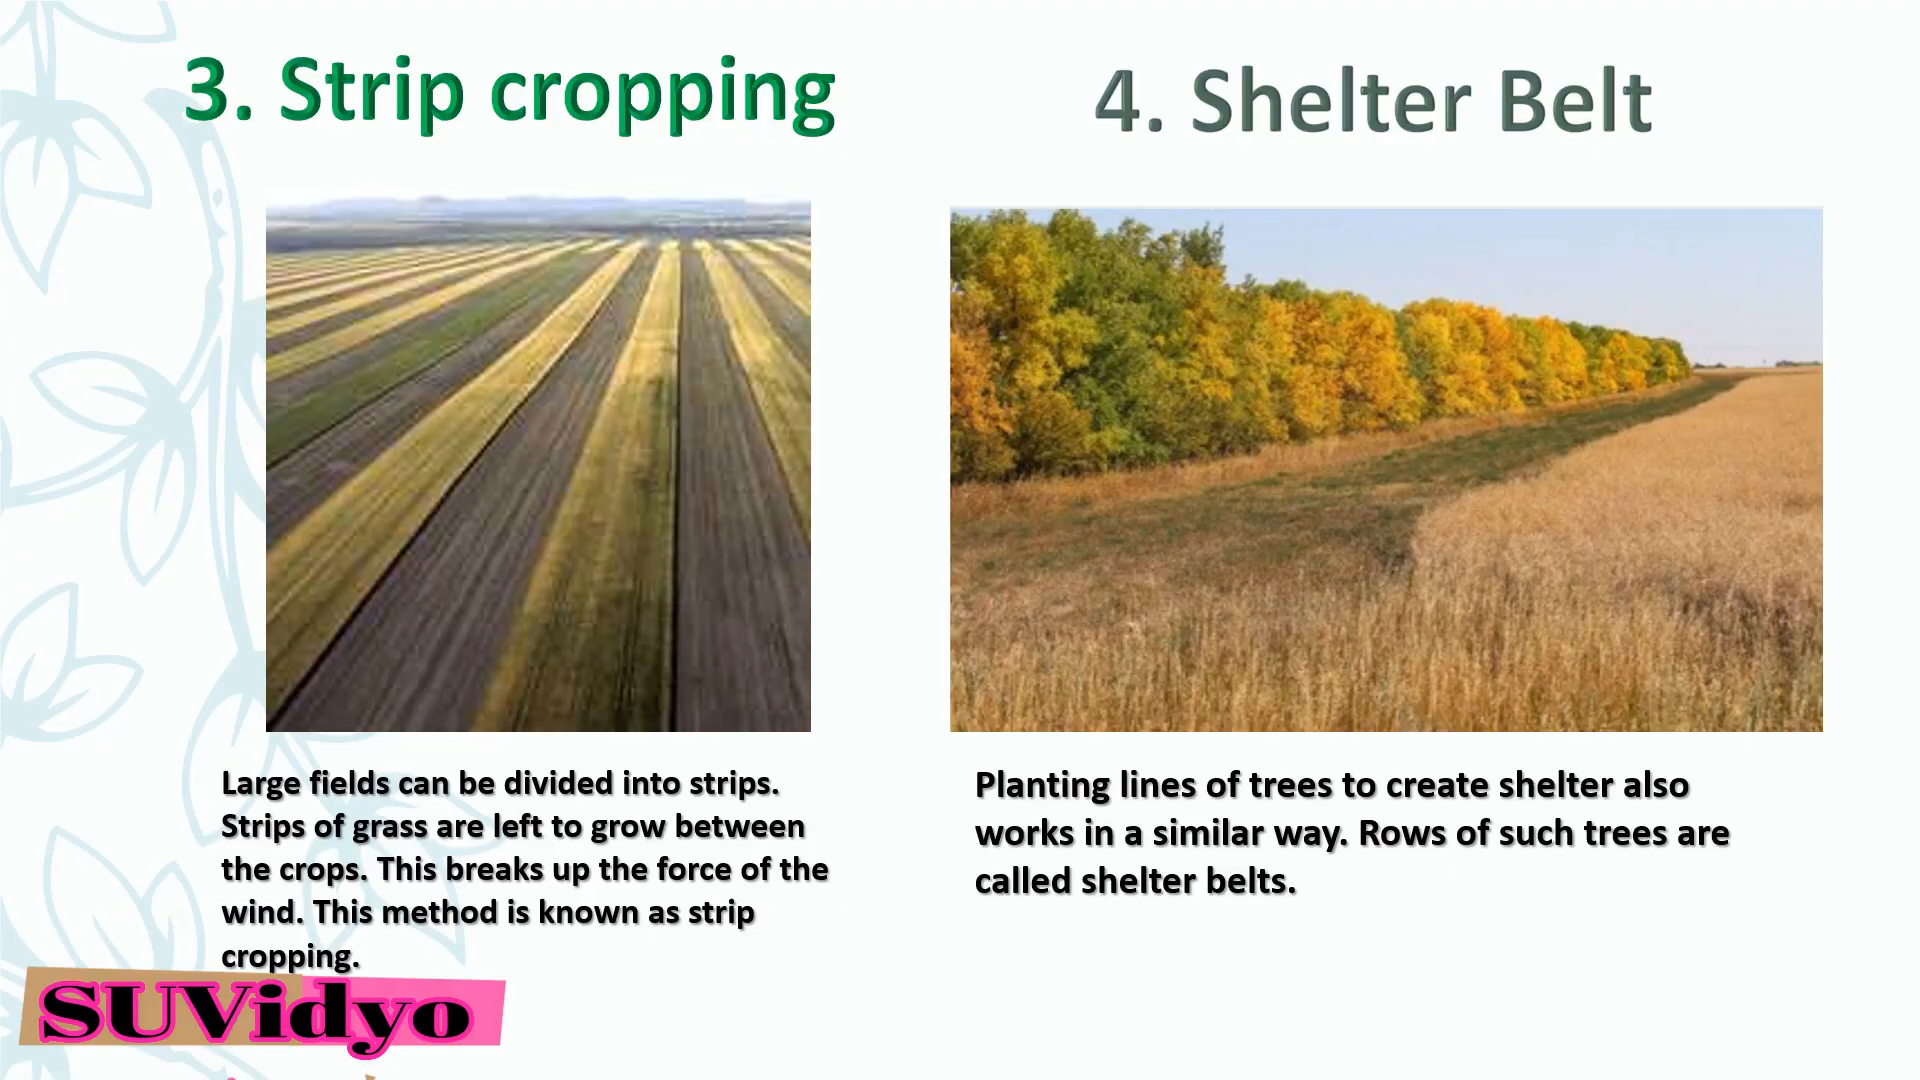 3. Strip cropping
4. Shelter Belt
Large fields can be divided into strips.
Strips of grass are left to grow between
the crops. This breaks up the force of the
wind. This method is known as strip
cropping.
Planting lines of trees to create shelter also
works in a similar way. Rows of such trees are
called shelter belts.
SUVidyo